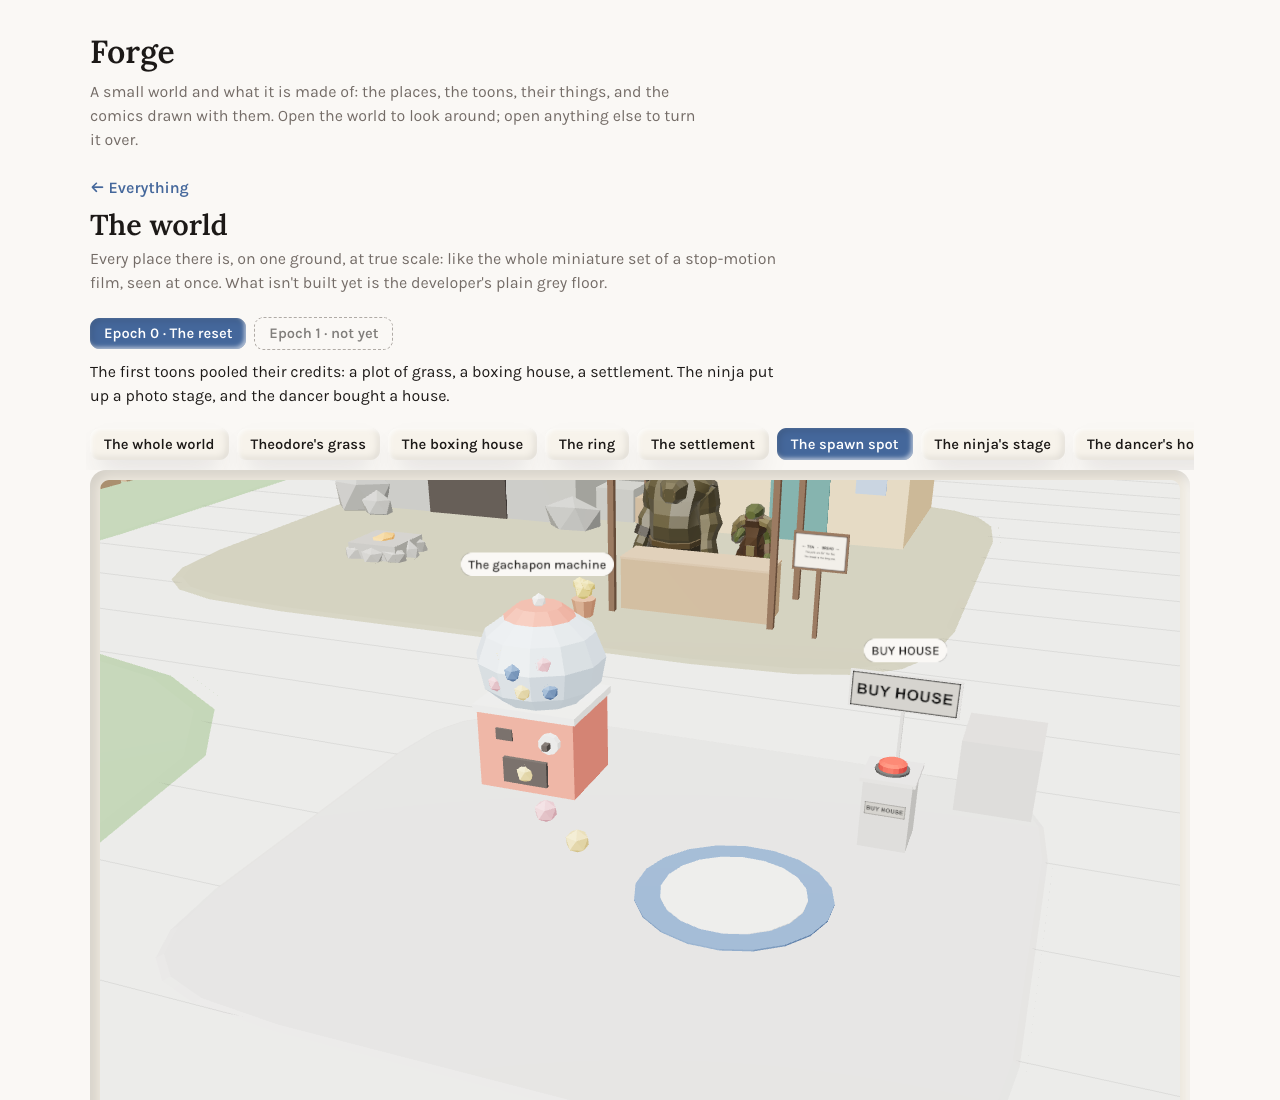 Forge
A small world and what it is made of: the places, the toons, their things, and the
comics drawn with them. Open the world to look around; open anything else to turn
it over.
← Everything
The world
Every place there is, on one ground, at true scale: like the whole miniature set of a stop-motion
film, seen at once. What isn't built yet is the developer's plain grey floor.
Epoch 0 · The reset
Epoch 1 · not yet
The first toons pooled their credits: a plot of grass, a boxing house, a settlement. The ninja put
up a photo stage, and the dancer bought a house.
The whole world
Theodore's grass
The boxing house
The ring
The settlement
The spawn spot
The ninja's stage
The dancer's ho
The gachapon machine
BUY HOUSE
BUY HOUSE
BUY HOUSE